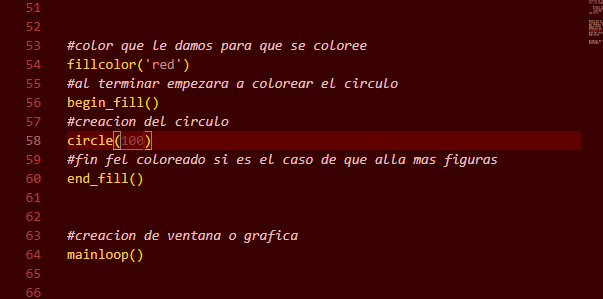 51
52
53 #color que le damos para que se coloree
54 fillcolor('red')
55 #al terminar empezara a colorear el circulo
56 begin_fill()
57 #creacion del circulo
58 circle(100)
59 #fin fel coloreado si es el caso de que alla mas figuras
60 end_fill()
61
62
63 #creacion de ventana o grafica
64 mainloop()
65
66